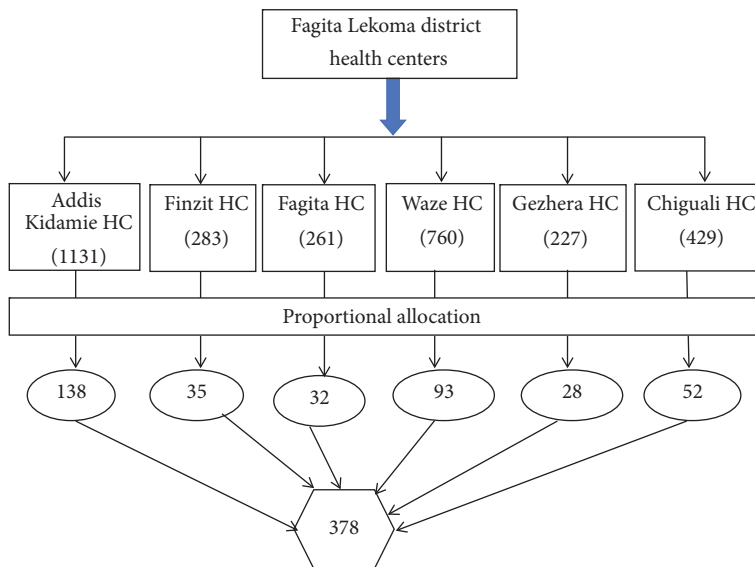 Fagita Lekoma district
health centers
Addis
Kidamie HC
(1131)
Finzit HC
(283)
Fagita HC
(261)
Waze HC
(760)
Gezhera HC
(227)
Chiguali HC
(429)
Proportional allocation
138
35
32
93
28
52
378